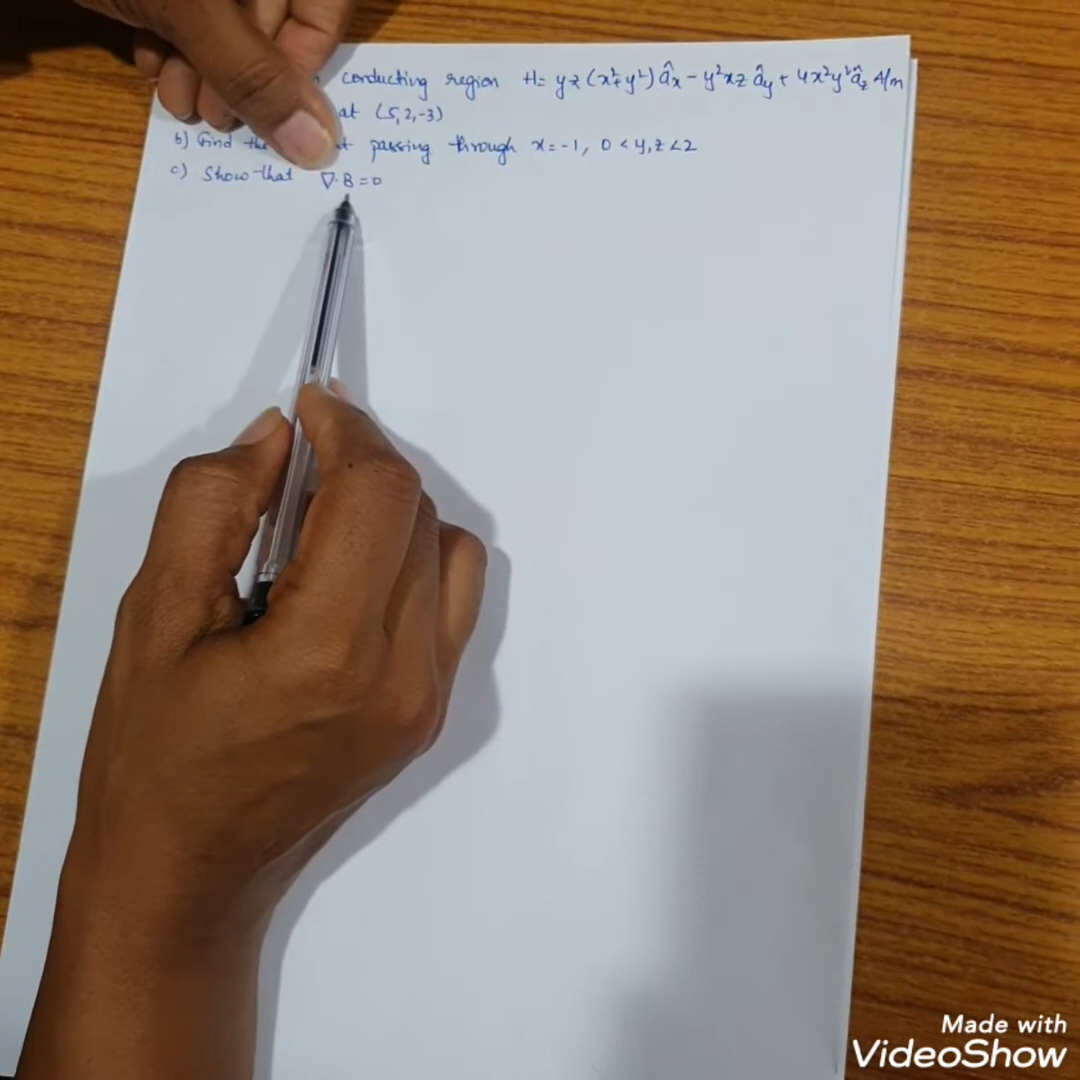 conducting region H= yz (x²+y²) âx - y²xz ây + 4x²y² âz A/m
at (5, 2, -3)
b) Find the passing through x = -1, 0 < y, z < 2
c) Show that ∇·B = 0
Made with
VideoShow